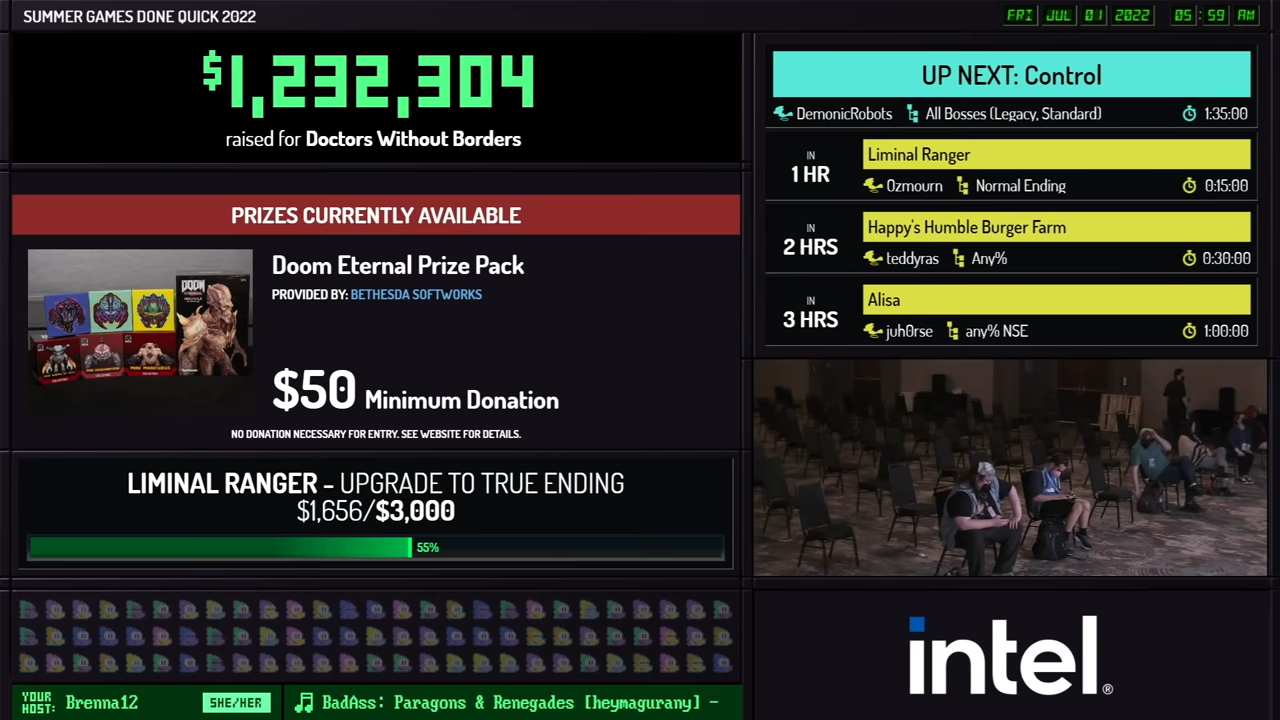 SUMMER GAMES DONE QUICK 2022
FRI JUL 01 2022 05:59 AM
$1,232,304
raised for Doctors Without Borders
PRIZES CURRENTLY AVAILABLE
DOOM
Doom Eternal Prize Pack
PROVIDED BY: BETHESDA SOFTWORKS
$50 Minimum Donation
NO DONATION NECESSARY FOR ENTRY. SEE WEBSITE FOR DETAILS.
LIMINAL RANGER - UPGRADE TO TRUE ENDING
$1,656/$3,000
55%
YOUR HOST: Brenna12 SHE/HER
BadAss: Paragons & Renegades [heymagurany] -
UP NEXT: Control
DemonicRobots All Bosses (Legacy, Standard) 1:35:00
IN 1 HR
Liminal Ranger
Ozmourn Normal Ending 0:15:00
IN 2 HRS
Happy's Humble Burger Farm
teddyras Any% 0:30:00
IN 3 HRS
Alisa
juh0rse any% NSE 1:00:00
intel®